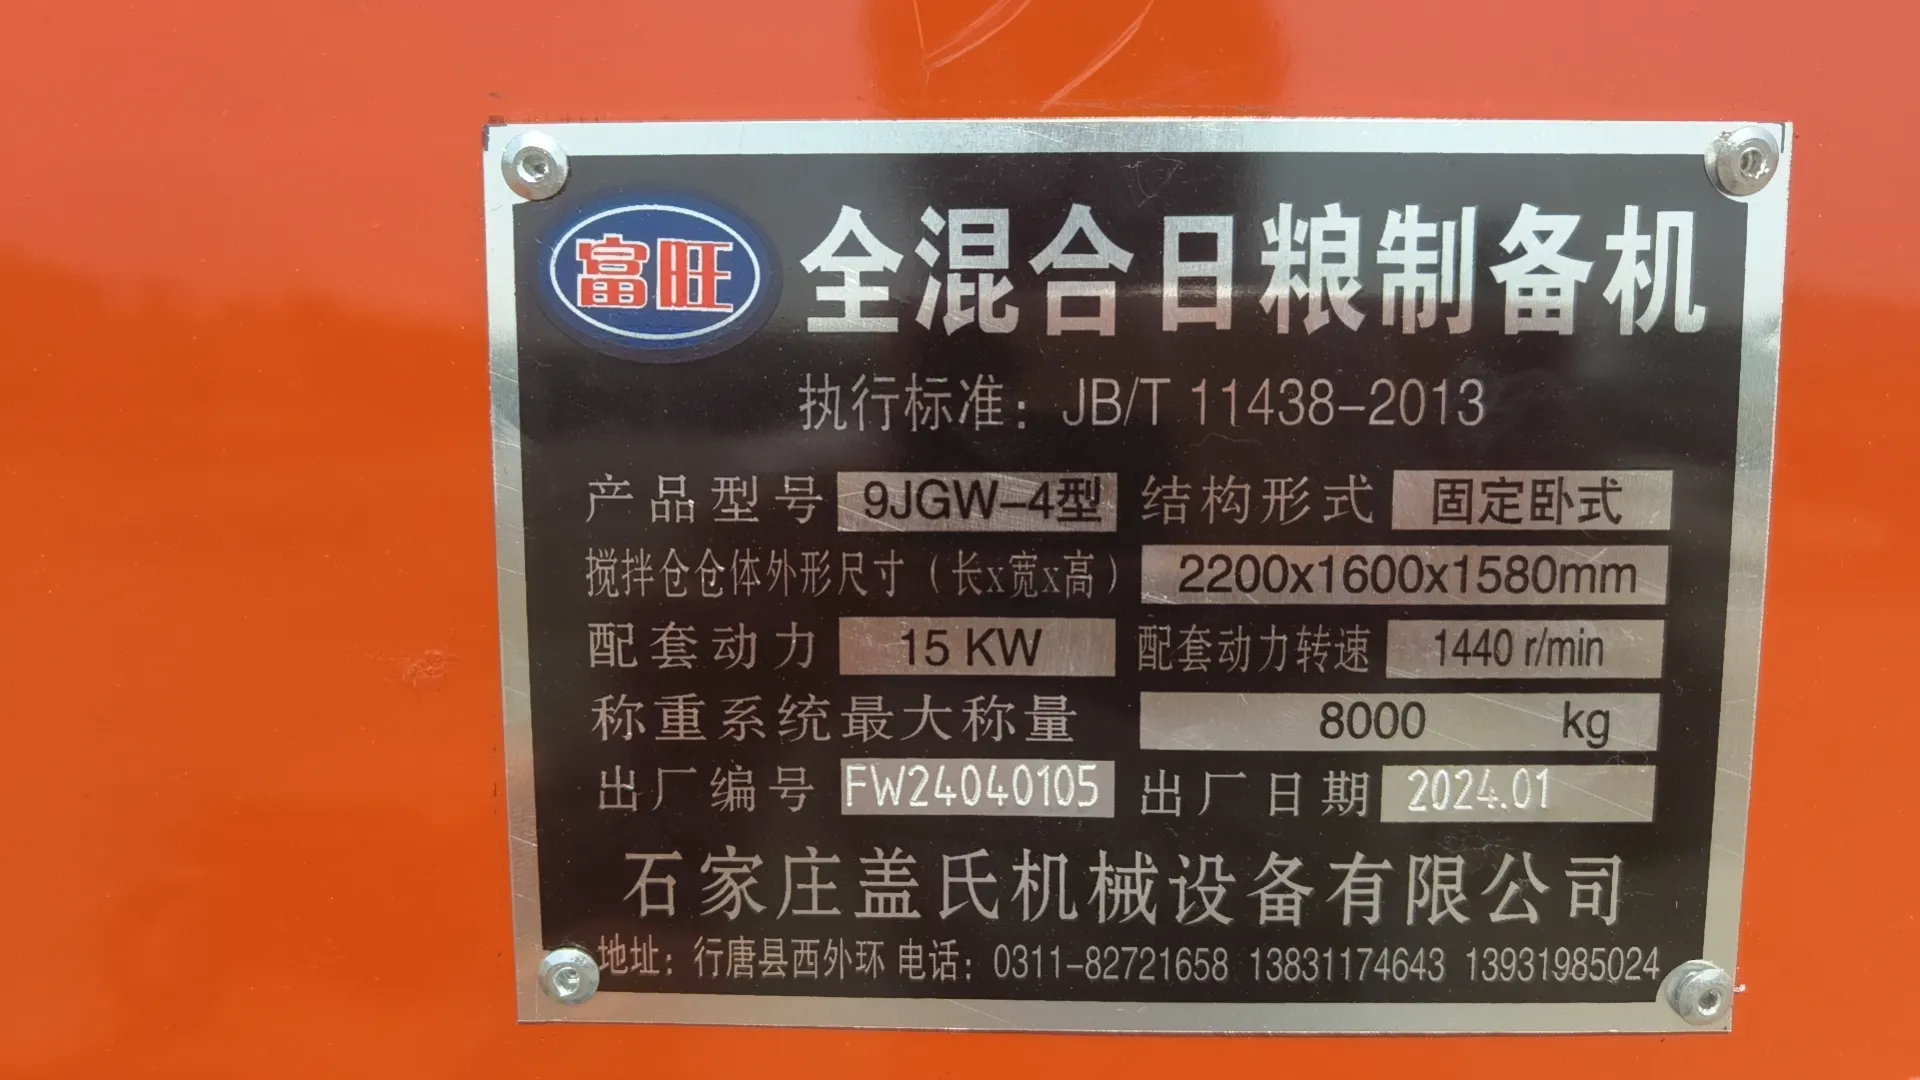 富旺
全混合日粮制备机
执行标准：JB/T 11438-2013
产品型号 9JGW-4型 结构形式 固定卧式
搅拌仓仓体外形尺寸（长x宽x高） 2200x1600x1580mm
配套动力 15 KW 配套动力转速 1440 r/min
称重系统最大称量 8000 kg
出厂编号 FW24040105 出厂日期 2024.01
石家庄盖氏机械设备有限公司
地址：行唐县西外环 电话：0311-82721658 13831174643 13931985024